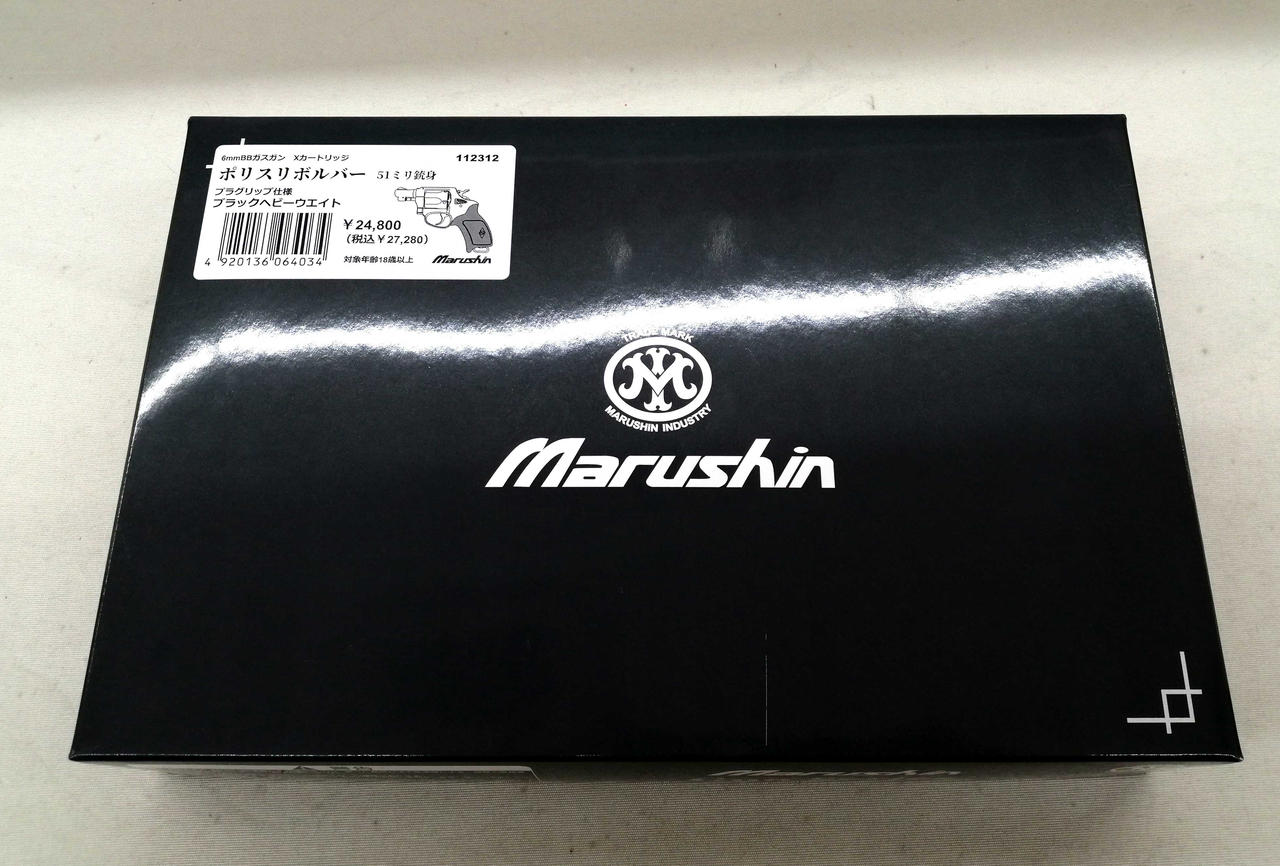 6mmBBガスガン Xカートリッジ 112312
ポリスリボルバー 51ミリ銃身
プラグリップ仕様
ブラックヘビーウエイト
￥24,800
（税込￥27,280）
4 920136 064034
対象年齢18歳以上 Marushin
TRADE MARK
M
MARUSHIN INDUSTRY
Marushin
Marushin